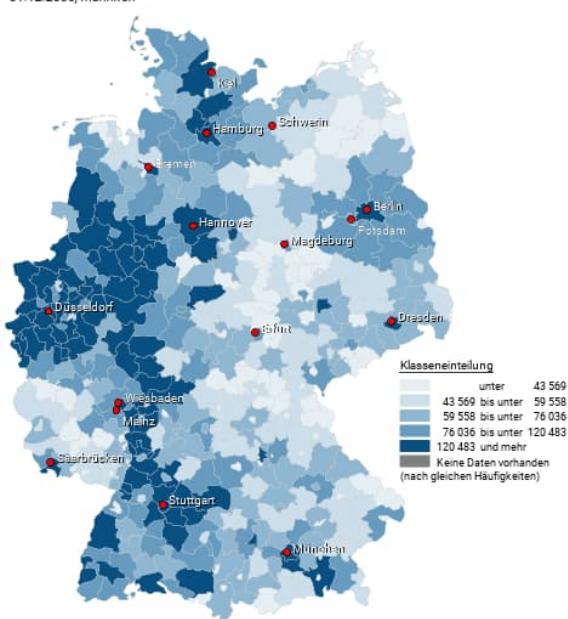 Kiel
Hamburg
Schwerin
Bremen
Berlin
Potsdam
Hannover
Magdeburg
Düsseldorf
Dresden
Erfurt
Wiesbaden
Mainz
Saarbrücken
Stuttgart
München
Klasseneinteilung
unter 43 569
43 569 bis unter 59 558
59 558 bis unter 76 036
76 036 bis unter 120 483
120 483 und mehr
Keine Daten vorhanden
(nach gleichen Häufigkeiten)